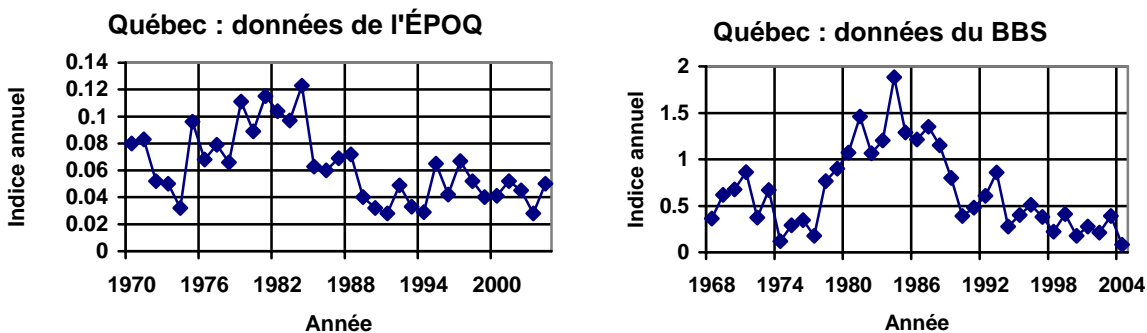 Québec : données de l'ÉPOQ
0.14
0.12
0.1
0.08
0.06
0.04
0.02
0
Indice annuel
1970 1976 1982 1988 1994 2000
Année
Québec : données du BBS
2
1.5
1
0.5
0
Indice annuel
1968 1974 1980 1986 1992 1998 2004
Année